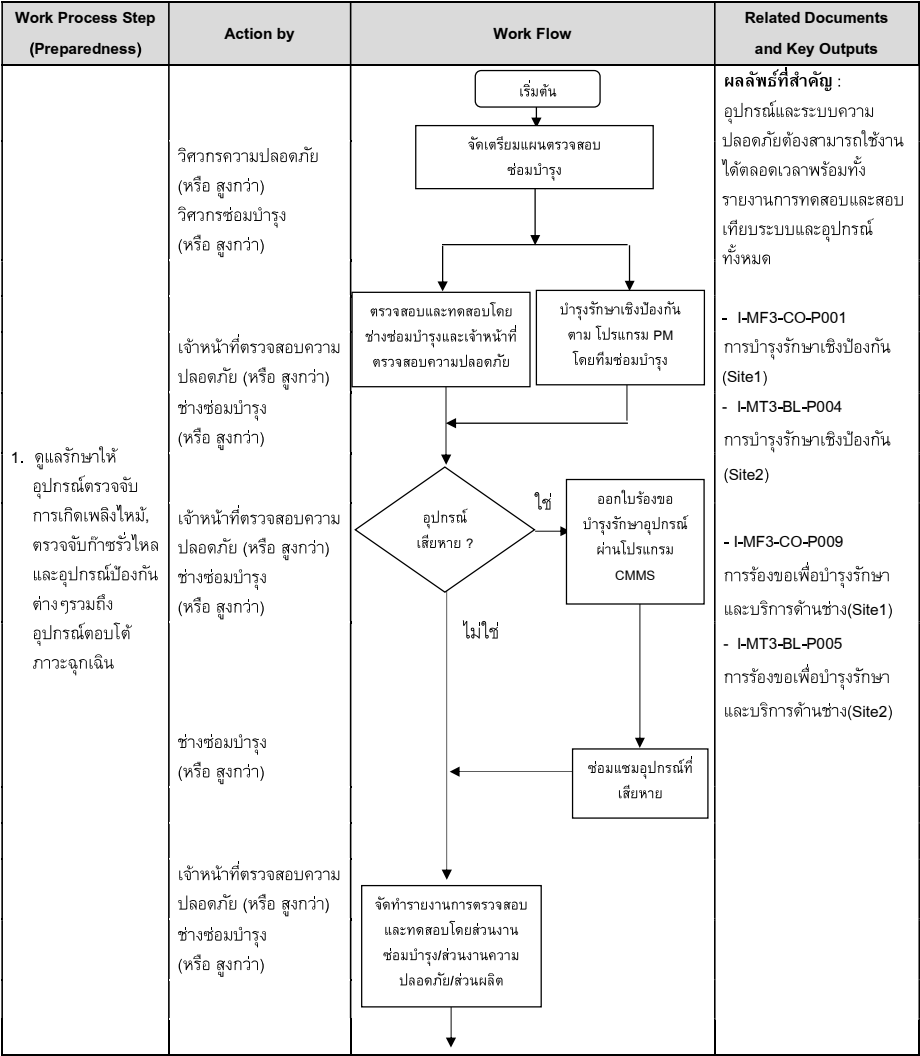 Work Process Step
(Preparedness)
Action by
Work Flow
Related Documents
and Key Outputs
1. ดูแลรักษาให้
อุปกรณ์ตรวจจับ
การเกิดเพลิงไหม้,
ตรวจจับก๊าซรั่วไหล
และอุปกรณ์ป้องกัน
ต่างๆรวมถึง
อุปกรณ์ตอบโต้
ภาวะฉุกเฉิน
วิศวกรความปลอดภัย
(หรือ สูงกว่า)
วิศวกรซ่อมบำรุง
(หรือ สูงกว่า)
เจ้าหน้าที่ตรวจสอบความ
ปลอดภัย (หรือ สูงกว่า)
ช่างซ่อมบำรุง
(หรือ สูงกว่า)
เจ้าหน้าที่ตรวจสอบความ
ปลอดภัย (หรือ สูงกว่า)
ช่างซ่อมบำรุง
(หรือ สูงกว่า)
ช่างซ่อมบำรุง
(หรือ สูงกว่า)
เจ้าหน้าที่ตรวจสอบความ
ปลอดภัย (หรือ สูงกว่า)
ช่างซ่อมบำรุง
(หรือ สูงกว่า)
เริ่มต้น
จัดเตรียมแผนตรวจสอบ
ซ่อมบำรุง
ตรวจสอบและทดสอบโดย
ช่างซ่อมบำรุงและเจ้าหน้าที่
ตรวจสอบความปลอดภัย
บำรุงรักษาเชิงป้องกัน
ตาม โปรแกรม PM
โดยทีมซ่อมบำรุง
อุปกรณ์
เสียหาย ?
ใช่
ออกใบร้องขอ
บำรุงรักษาอุปกรณ์
ผ่านโปรแกรม
CMMS
ไม่ใช่
ซ่อมแซมอุปกรณ์ที่
เสียหาย
จัดทำรายงานการตรวจสอบ
และทดสอบโดยส่วนงาน
ซ่อมบำรุง/ส่วนงานความ
ปลอดภัย/ส่วนผลิต
ผลลัพธ์ที่สำคัญ :
อุปกรณ์และระบบความ
ปลอดภัยต้องสามารถใช้งาน
ได้ตลอดเวลาพร้อมทั้ง
รายงานการทดสอบและสอบ
เทียบระบบและอุปกรณ์
ทั้งหมด
- I-MF3-CO-P001
การบำรุงรักษาเชิงป้องกัน
(Site1)
- I-MT3-BL-P004
การบำรุงรักษาเชิงป้องกัน
(Site2)
- I-MF3-CO-P009
การร้องขอเพื่อบำรุงรักษา
และบริการด้านช่าง(Site1)
- I-MT3-BL-P005
การร้องขอเพื่อบำรุงรักษา
และบริการด้านช่าง(Site2)